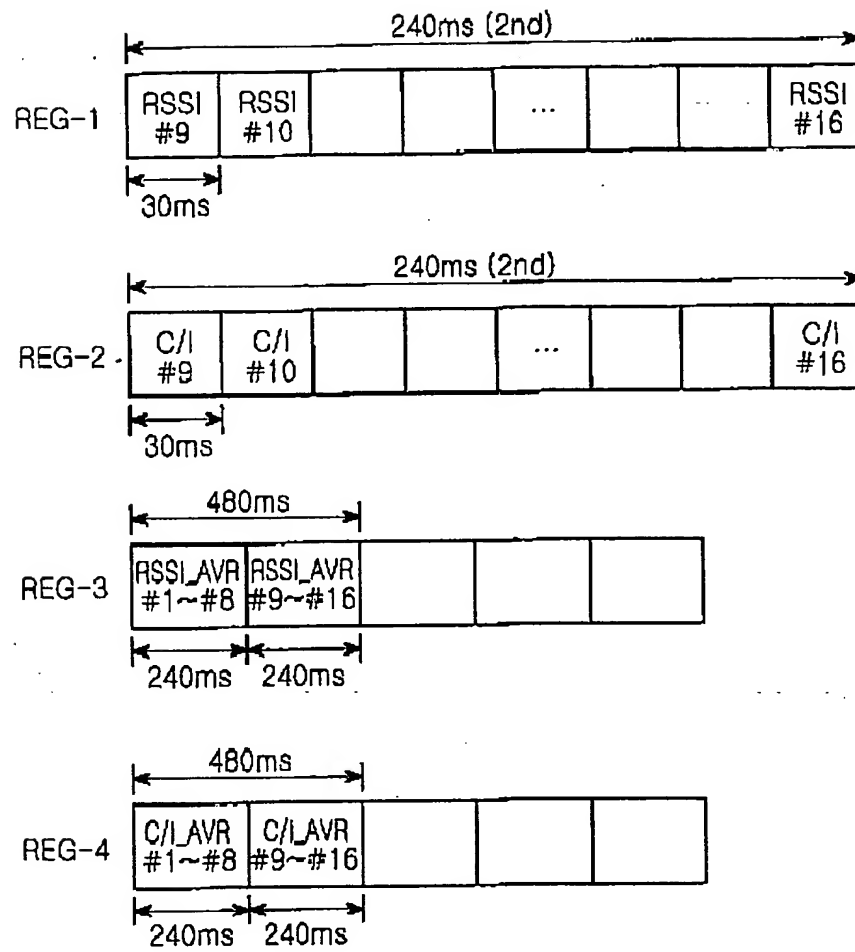 240ms (2nd)
REG-1
RSSI
#9
RSSI
#10
...
RSSI
#16
30ms
240ms (2nd)
REG-2
C/I
#9
C/I
#10
...
C/I
#16
30ms
480ms
REG-3
RSSI_AVR
#1~#8
RSSI_AVR
#9~#16
240ms
240ms
480ms
REG-4
C/I_AVR
#1~#8
C/I_AVR
#9~#16
240ms
240ms